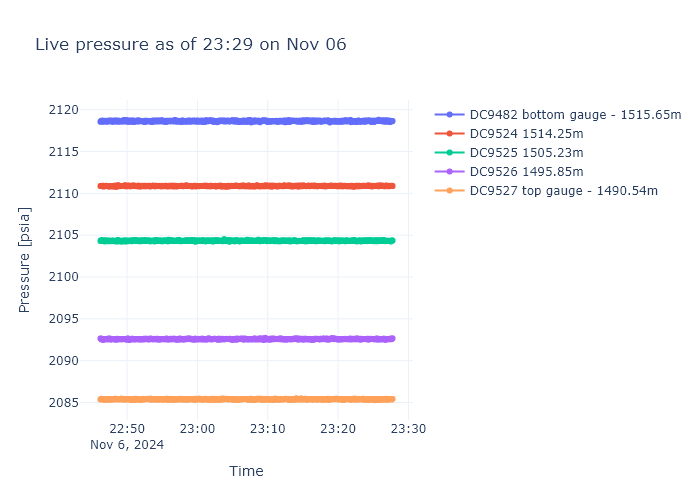 Live pressure as of 23:29 on Nov 06
2120
2115
2110
2105
2100
2095
2090
2085
Pressure [psia]
22:50
23:00
23:10
23:20
23:30
Nov 6, 2024
Time
DC9482 bottom gauge - 1515.65m
DC9524 1514.25m
DC9525 1505.23m
DC9526 1495.85m
DC9527 top gauge - 1490.54m